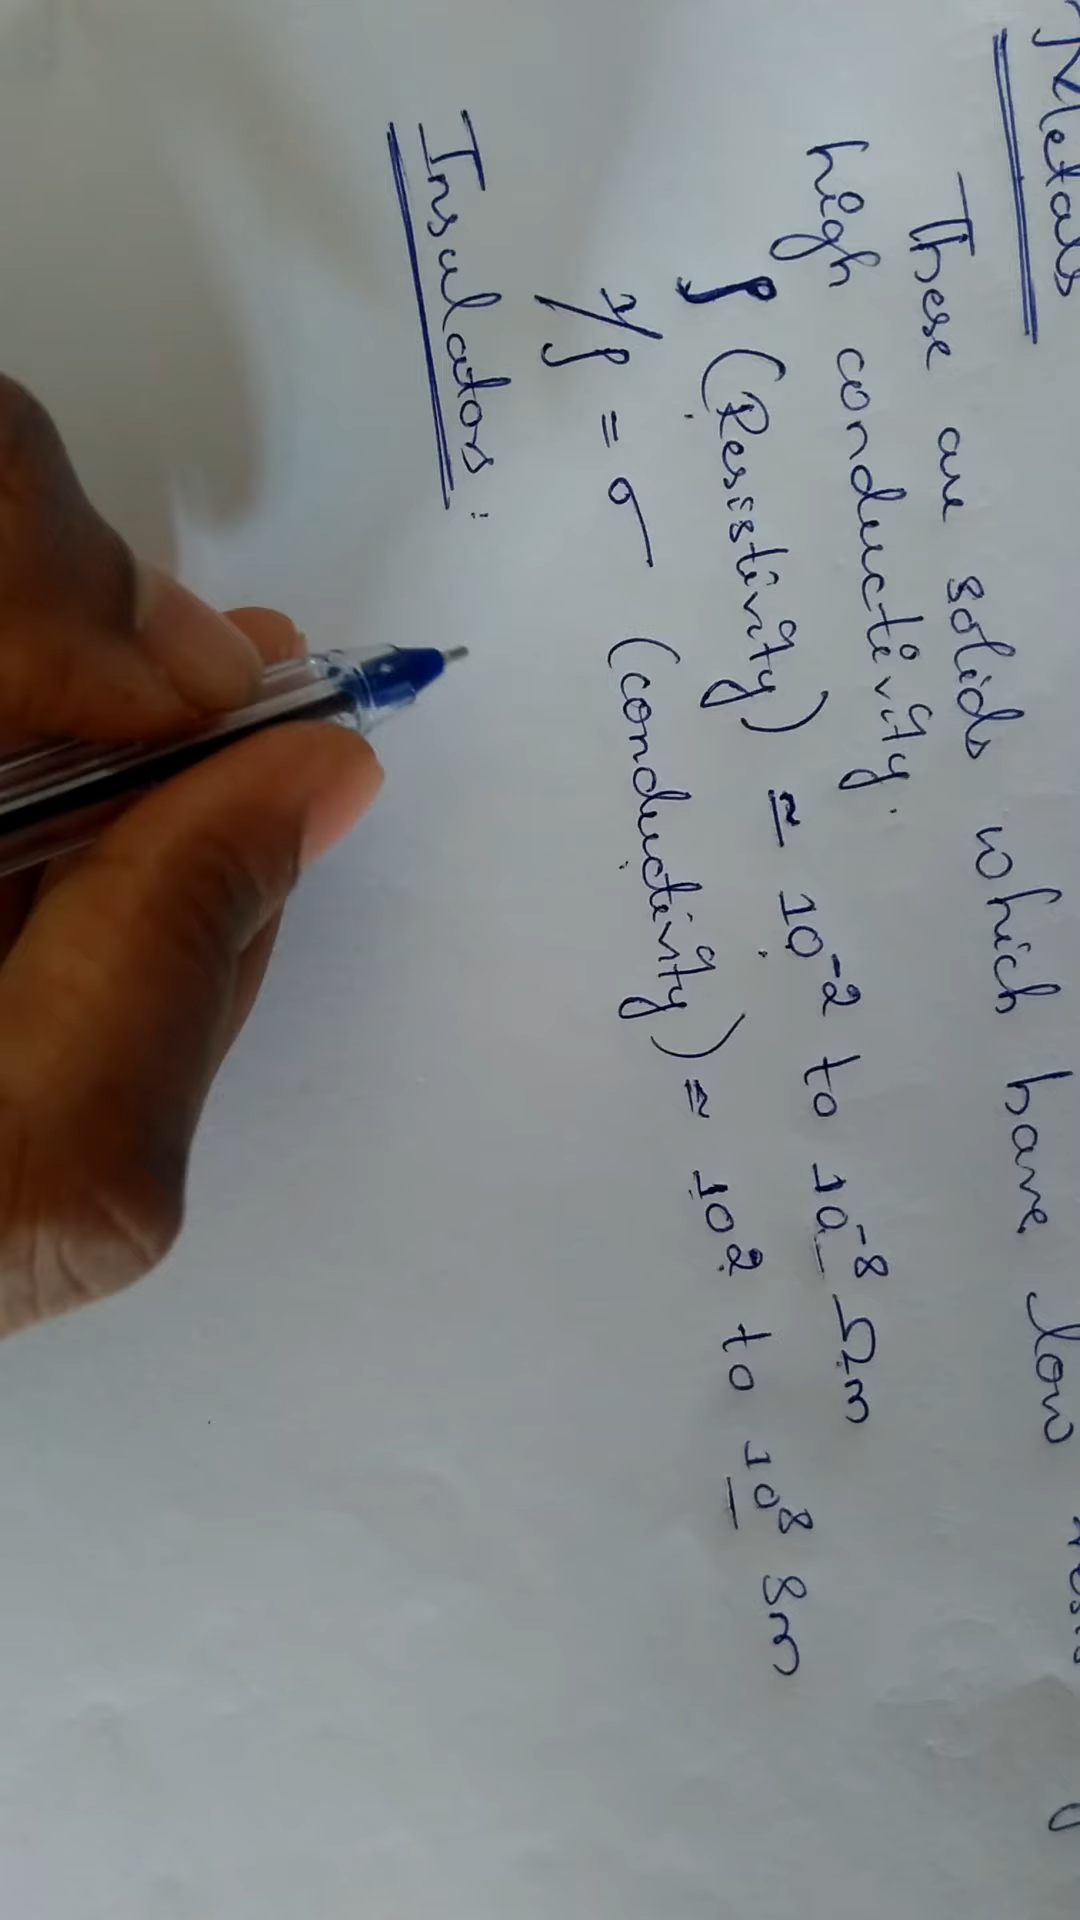 Metals
These are solids which have low
high conductivity.
ρ (Resistivity) ≃ 10⁻² to 10⁻⁸ Ωm
1/ρ = σ (conductivity) ≃ 10² to 10⁸ Sm
Insulators: